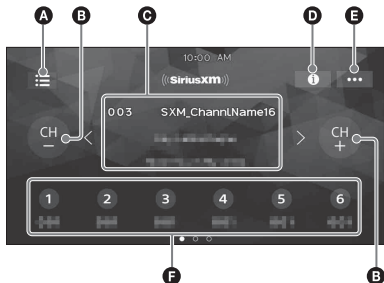 A B C D E
10:00 AM
((SiriusXM))
i
003 SXM_ChannlName16
CH
−
<
>
CH
+
1 2 3 4 5 6
F B